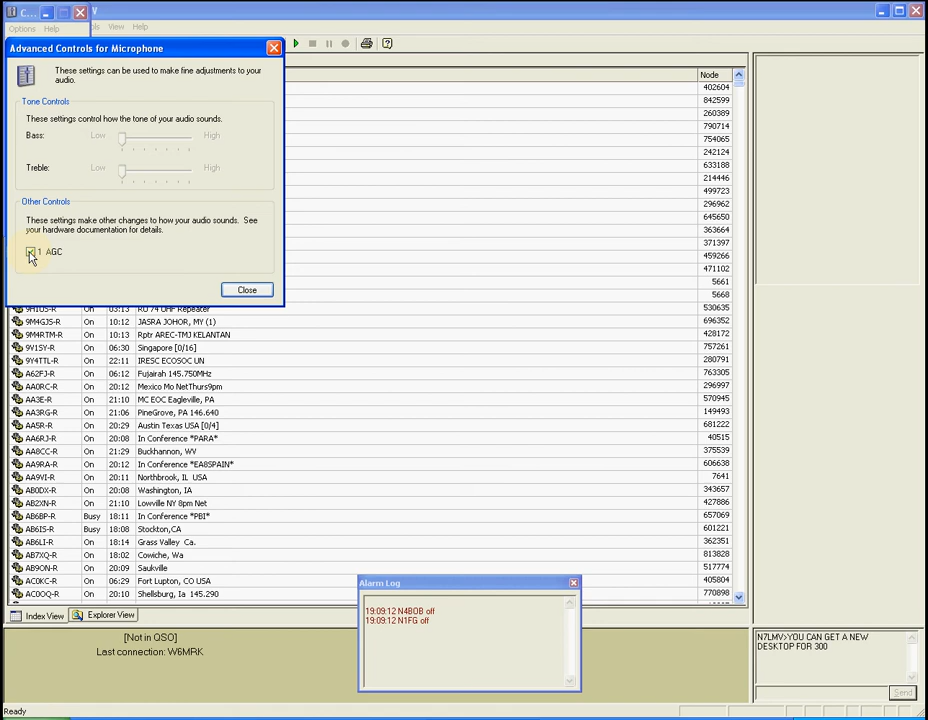 C...
V
Options Help
ols View Help
Advanced Controls for Microphone
These settings can be used to make fine adjustments to your
audio.
Tone Controls
These settings control how the tone of your audio sounds.
Bass: Low High
Treble: Low High
Other Controls
These settings make other changes to how your audio sounds. See
your hardware documentation for details.
1 AGC
Close
Node
402604
842599
260389
790714
754065
242124
633188
214446
499723
296962
645650
363664
371397
459266
471102
5661
5668
On 03:13 RU 74 UHF Repeater 530635
9M4GJS-R On 10:12 JASRA JOHOR, MY (1) 696352
9M4RTM-R On 10:13 Rptr AREC-TMJ KELANTAN 428172
9V1SY-R On 06:30 Singapore [0/16] 757261
9Y4TTL-R On 22:11 IRESC ECOSOC UN 280791
A62FJ-R On 06:12 Fujairah 145.750MHz 763305
AA0RC-R On 20:12 Mexico Mo NetThurs9pm 296997
AA3E-R On 21:10 MC EOC Eagleville, PA 570945
AA3RG-R On 21:06 PineGrove, PA 146.640 149493
AA5R-R On 20:29 Austin Texas USA [0/4] 681222
AA6RJ-R On 20:08 In Conference *PARA* 40515
AA8CC-R On 21:29 Buckhannon, WV 375539
AA9RA-R On 20:12 In Conference *EA8SPAIN* 606638
AA9VI-R On 20:11 Northbrook, IL USA 7641
AB0DX-R On 20:08 Washington, IA 343657
AB2XN-R On 21:10 Lowville NY 8pm Net 427886
AB6BP-R Busy 18:11 In Conference *PBI* 657069
AB6IS-R Busy 18:08 Stockton,CA 601221
AB6LI-R On 18:14 Grass Valley Ca. 362351
AB7XQ-R On 18:02 Cowiche, Wa 813828
AB9ON-R On 20:15 Saukville 517774
AC0KC-R On 06:29 Fort Lupton, CO USA 405804
AC0OQ-R On 20:10 Shellsburg, Ia 145.290 770898
Index View Explorer View
Alarm Log
19:09:12 N4BOB off
19:09:12 N1FG off
[Not in QSO]
Last connection: W6MRK
N7LMV>YOU CAN GET A NEW
DESKTOP FOR 300
Send
Ready